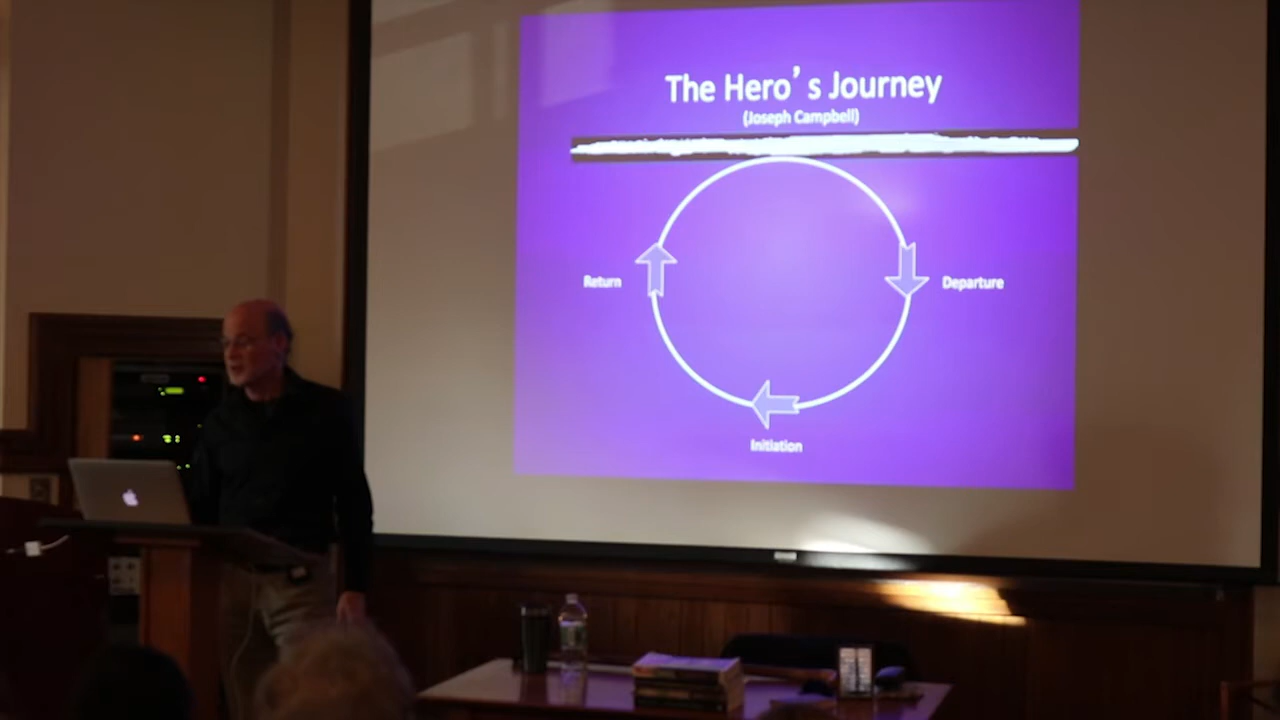 The Hero’s Journey
(Joseph Campbell)
Return
Departure
Initiation